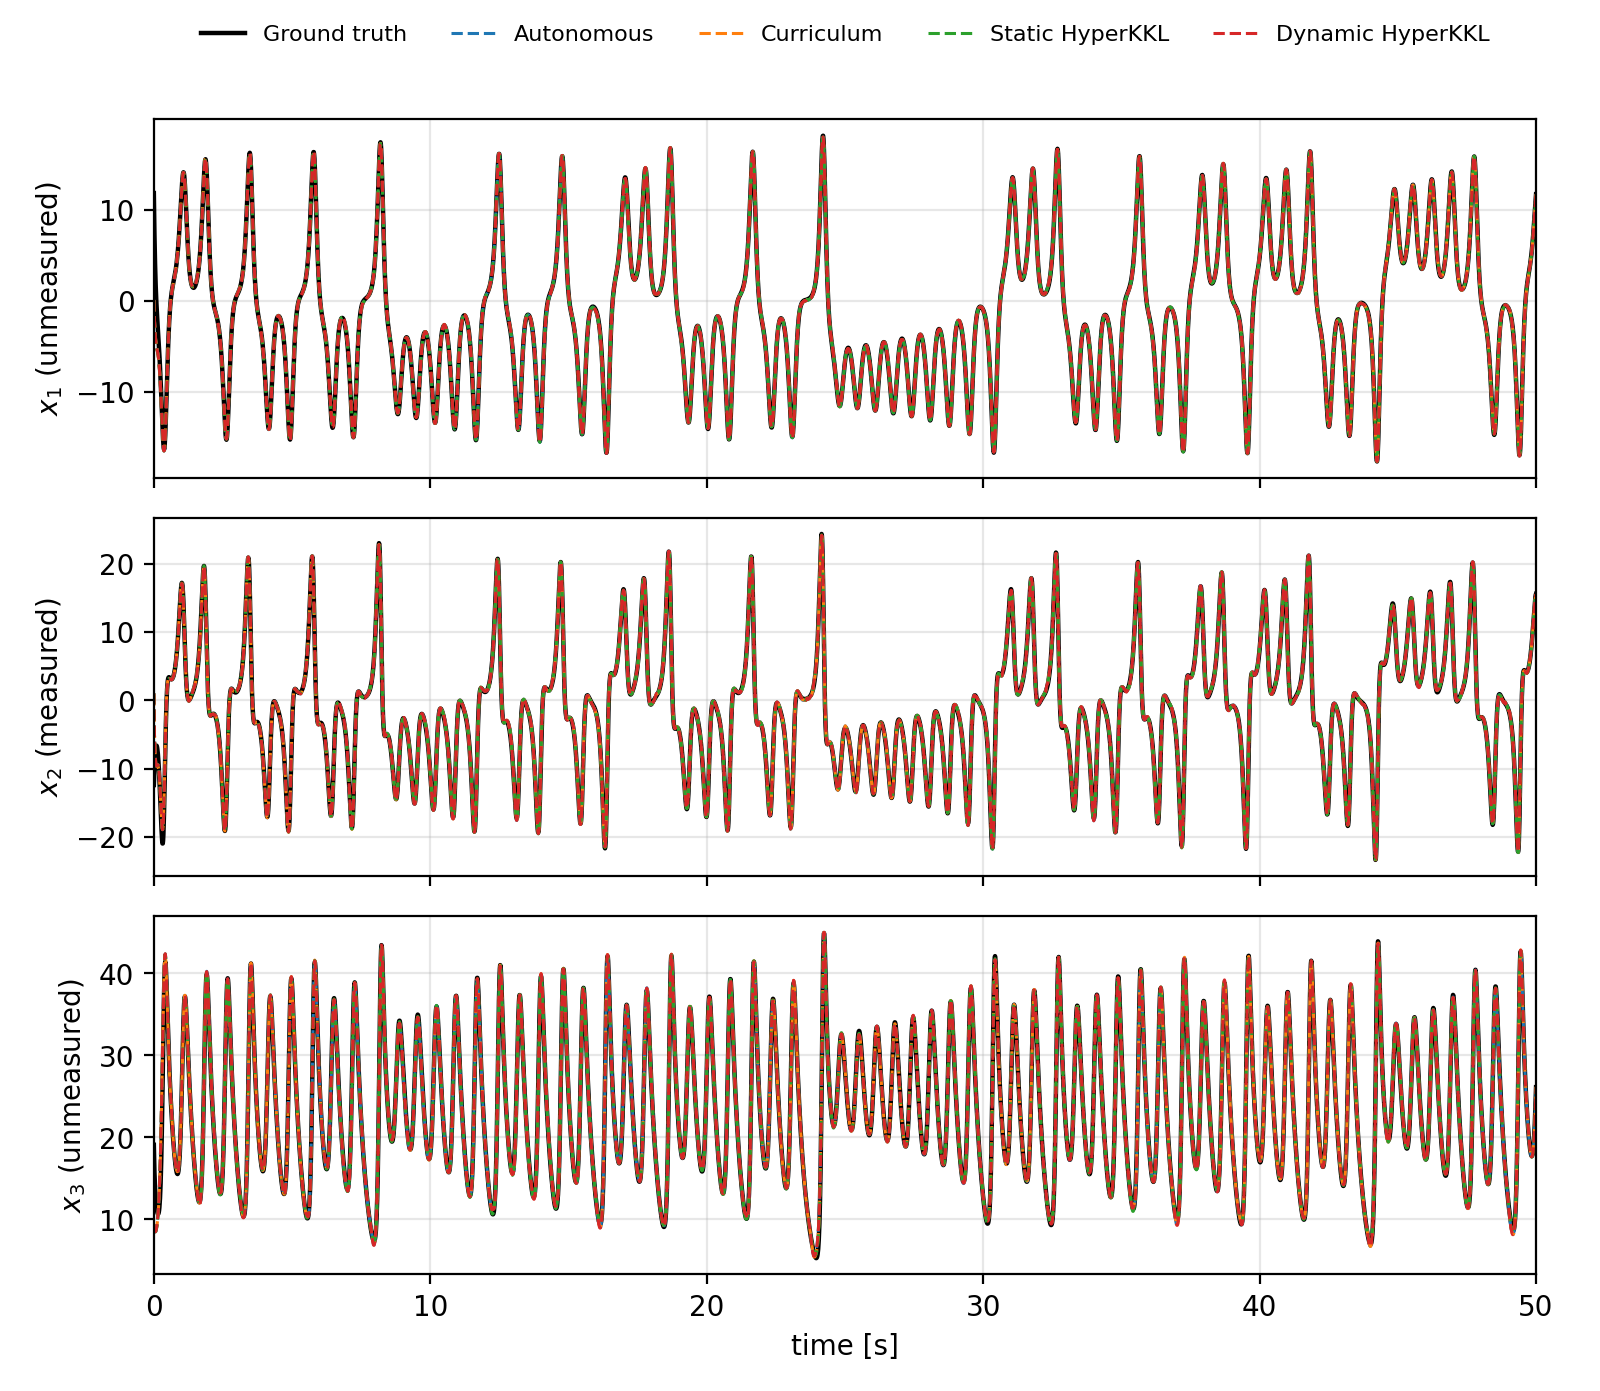 Ground truth Autonomous Curriculum Static HyperKKL Dynamic HyperKKL
10
0
−10
x₁ (unmeasured)
20
10
0
−10
−20
x₂ (measured)
40
30
20
10
x₃ (unmeasured)
0 10 20 30 40 50
time [s]